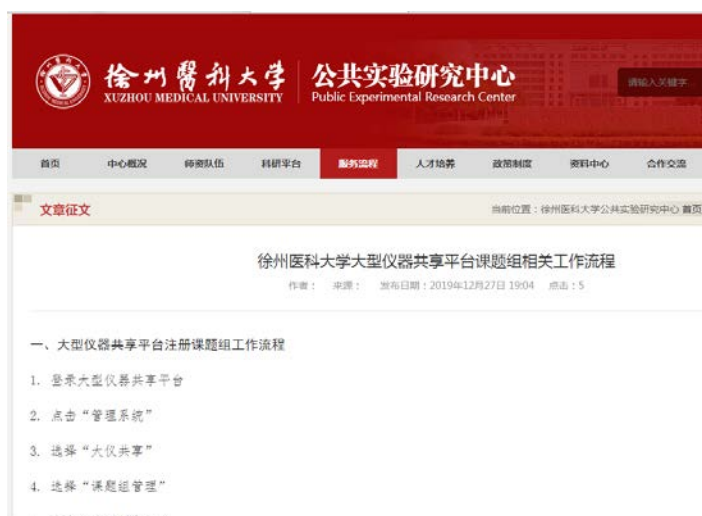 徐州醫科大学 公共实验研究中心
XUZHOU MEDICAL UNIVERSITY Public Experimental Research Center
请输入关键字...
首页 中心概况 师资队伍 科研平台 服务流程 人才培养 政策制度 资料中心 合作交流
文章征文 当前位置：徐州医科大学公共实验研究中心 首页
徐州医科大学大型仪器共享平台课题组相关工作流程
作者： 来源： 发布日期：2019年12月27日 19:04 点击：5
一、大型仪器共享平台注册课题组工作流程
1. 登录大型仪器共享平台
2. 点击“管理系统”
3. 选择“大仪共享”
4. 选择“课题组管理”